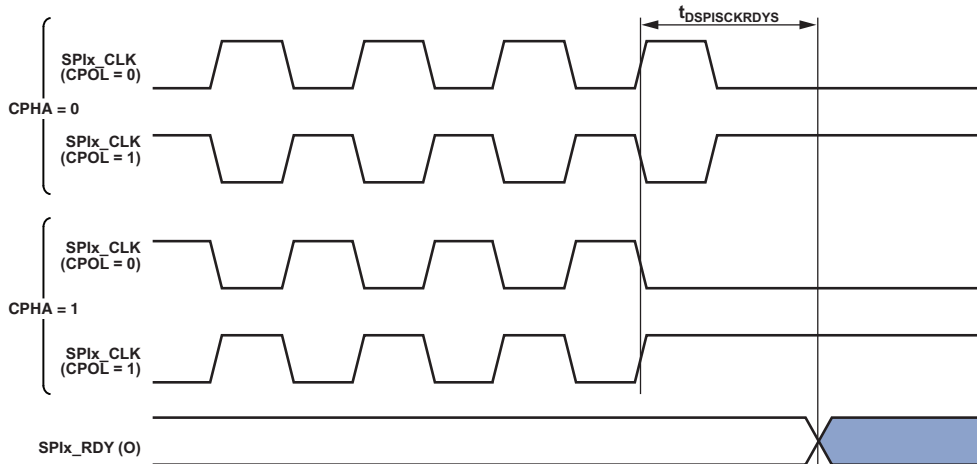 tDSPISCKRDYS
SPIx_CLK
(CPOL = 0)
CPHA = 0
SPIx_CLK
(CPOL = 1)
SPIx_CLK
(CPOL = 0)
CPHA = 1
SPIx_CLK
(CPOL = 1)
SPIx_RDY (O)